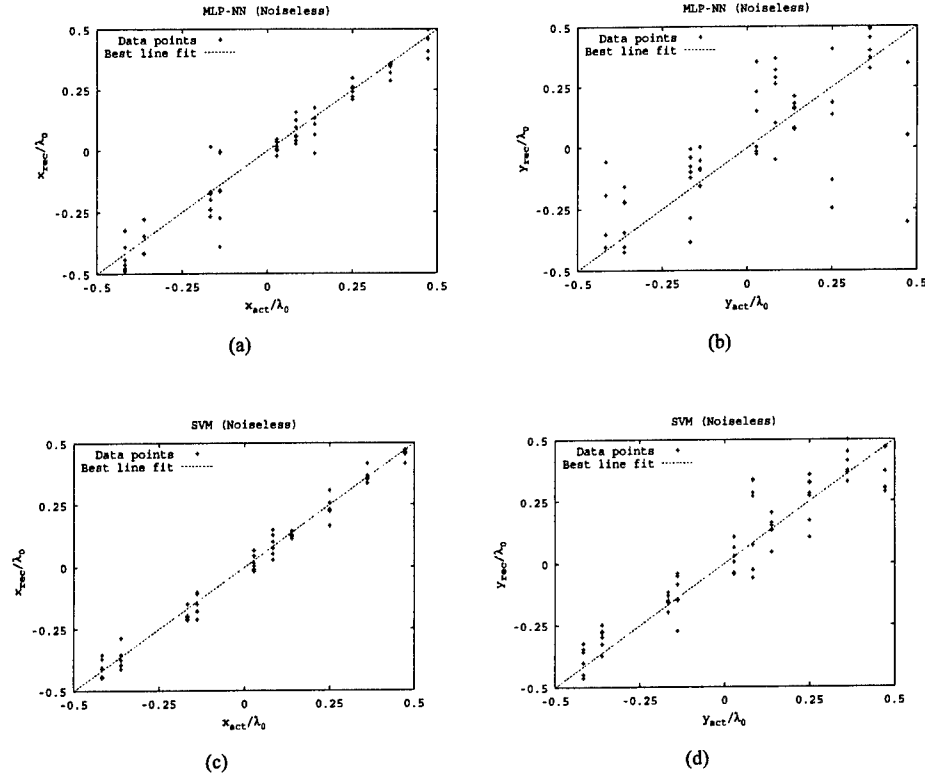 MLP-NN (Noiseless)
0.5
0.25
0
-0.25
-0.5
Data points
Best line fit
x_rec/λ_0
-0.5
-0.25
0
0.25
0.5
x_act/λ_0
(a)
MLP-NN (Noiseless)
0.5
0.25
0
-0.25
-0.5
Data points
Best line fit
y_rec/λ_0
-0.5
-0.25
0
0.25
0.5
y_act/λ_0
(b)
SVM (Noiseless)
0.5
0.25
0
-0.25
-0.5
Data points
Best line fit
x_rec/λ_0
-0.5
-0.25
0
0.25
0.5
x_act/λ_0
(c)
SVM (Noiseless)
0.5
0.25
0
-0.25
-0.5
Data points
Best line fit
y_rec/λ_0
-0.5
-0.25
0
0.25
0.5
y_act/λ_0
(d)